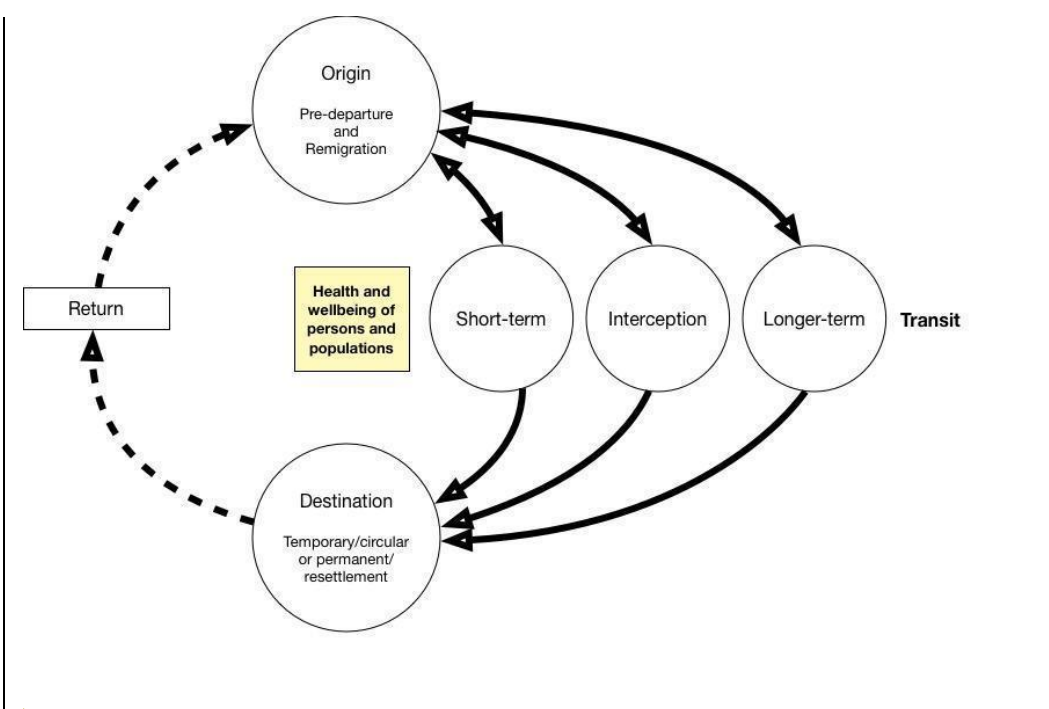 Origin
Pre-departure
and
Remigration
Return
Health and
wellbeing of
persons and
populations
Short-term
Interception
Longer-term
Transit
Destination
Temporary/circular
or permanent/
resettlement